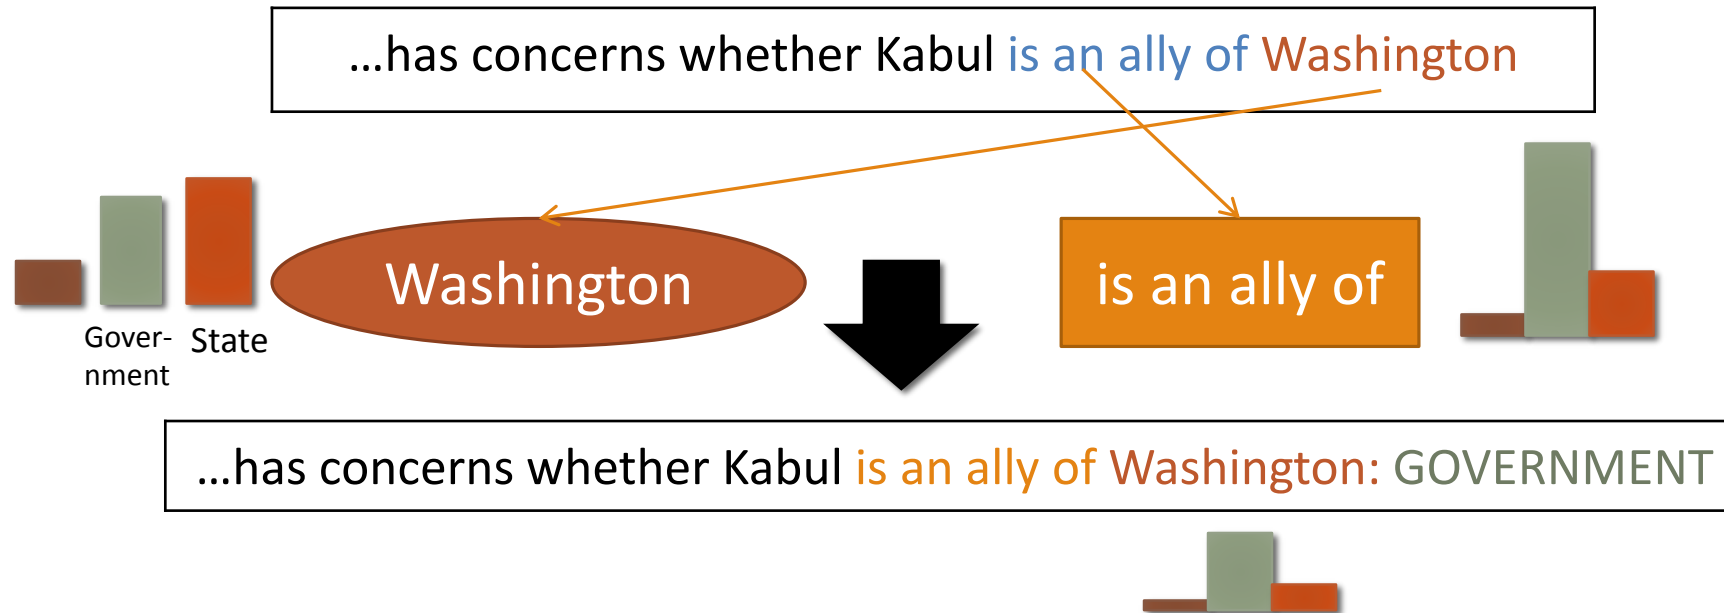 …has concerns whether Kabul is an ally of Washington
Washington
is an ally of
Gover-
nment
State
…has concerns whether Kabul is an ally of Washington: GOVERNMENT